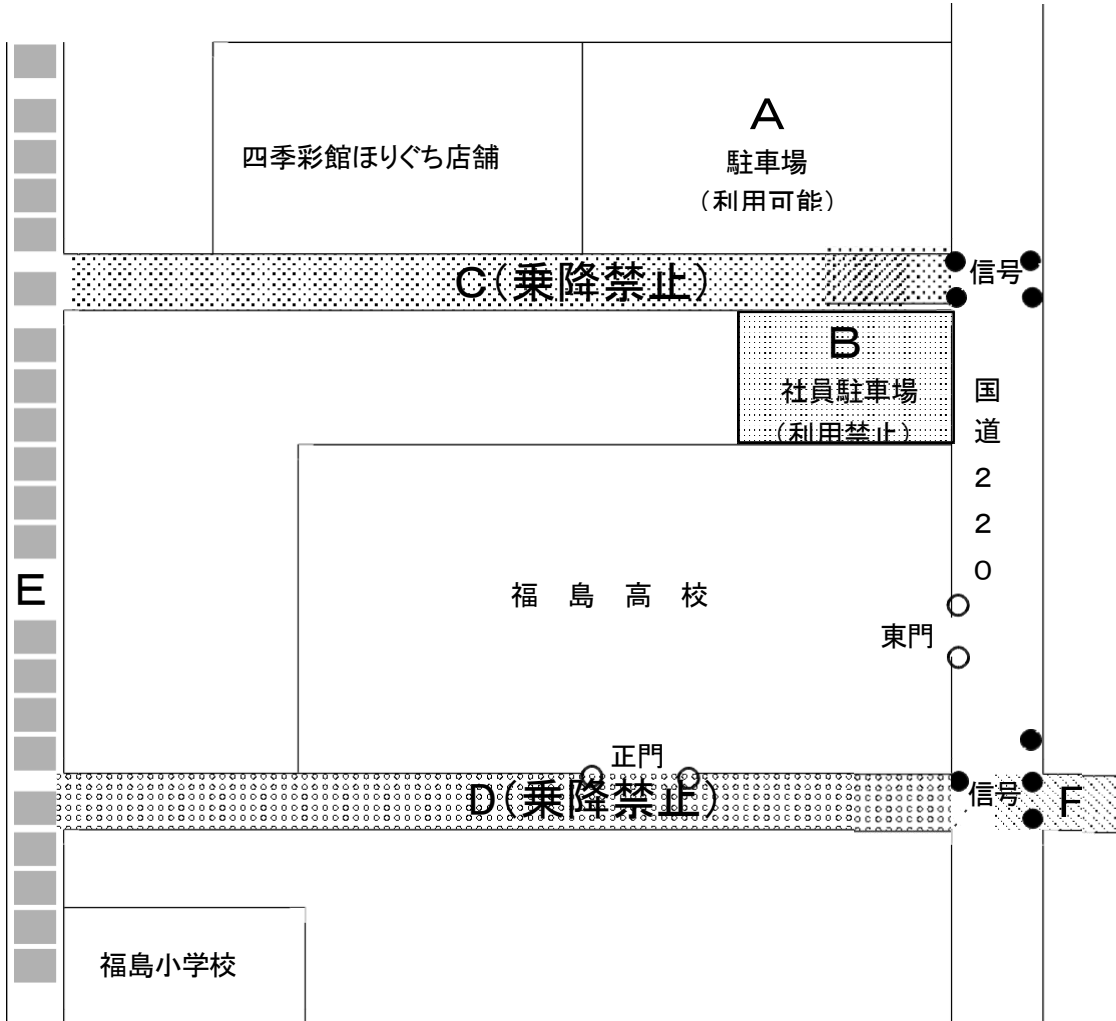 A
四季彩館ほりぐち店舗
駐車場
(利用可能)
C(乗降禁止)
信号
B
社員駐車場
(利用禁止)
国道220
E
福島高校
東門
正門
D(乗降禁止)
信号
F
福島小学校